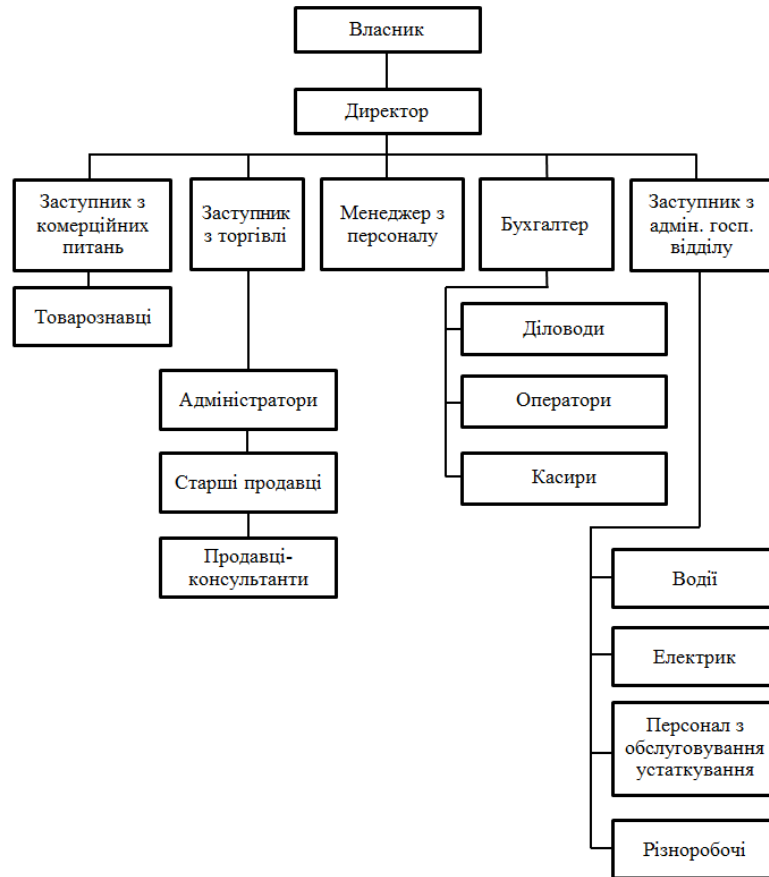 Власник
Директор
Заступник з
комерційних
питань
Заступник
з торгівлі
Менеджер з
персоналу
Бухгалтер
Заступник з
адмін. госп.
відділу
Товарознавці
Діловоди
Адміністратори
Оператори
Старші продавці
Касири
Продавці-
консультанти
Водії
Електрик
Персонал з
обслуговування
устаткування
Різноробочі